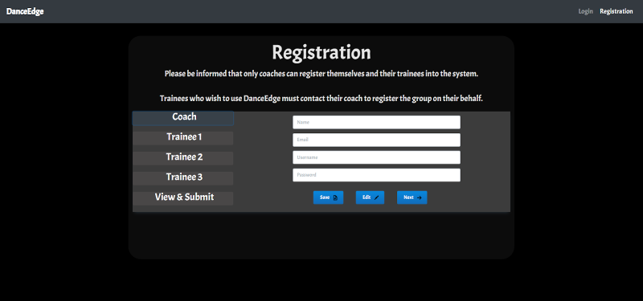 DanceEdge
Login Registration
Registration
Please be informed that only coaches can register themselves and their trainees into the system.
Trainees who wish to use DanceEdge must contact their coach to register the group on their behalf.
Coach
Trainee 1
Trainee 2
Trainee 3
View & Submit
Name
Email
Username
Password
Save Edit Next